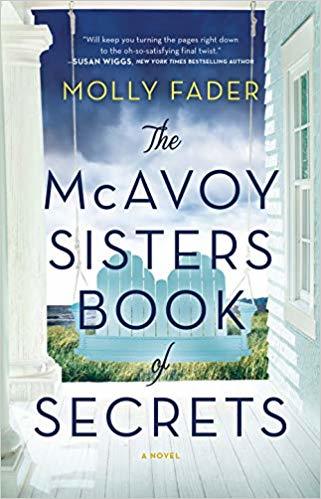 "Will keep you turning the pages right down
to the oh-so-satisfying final twist."
—SUSAN WIGGS, NEW YORK TIMES BESTSELLING AUTHOR
MOLLY FADER
The
McAVOY
SISTERS
BOOK
of
SECRETS
A NOVEL